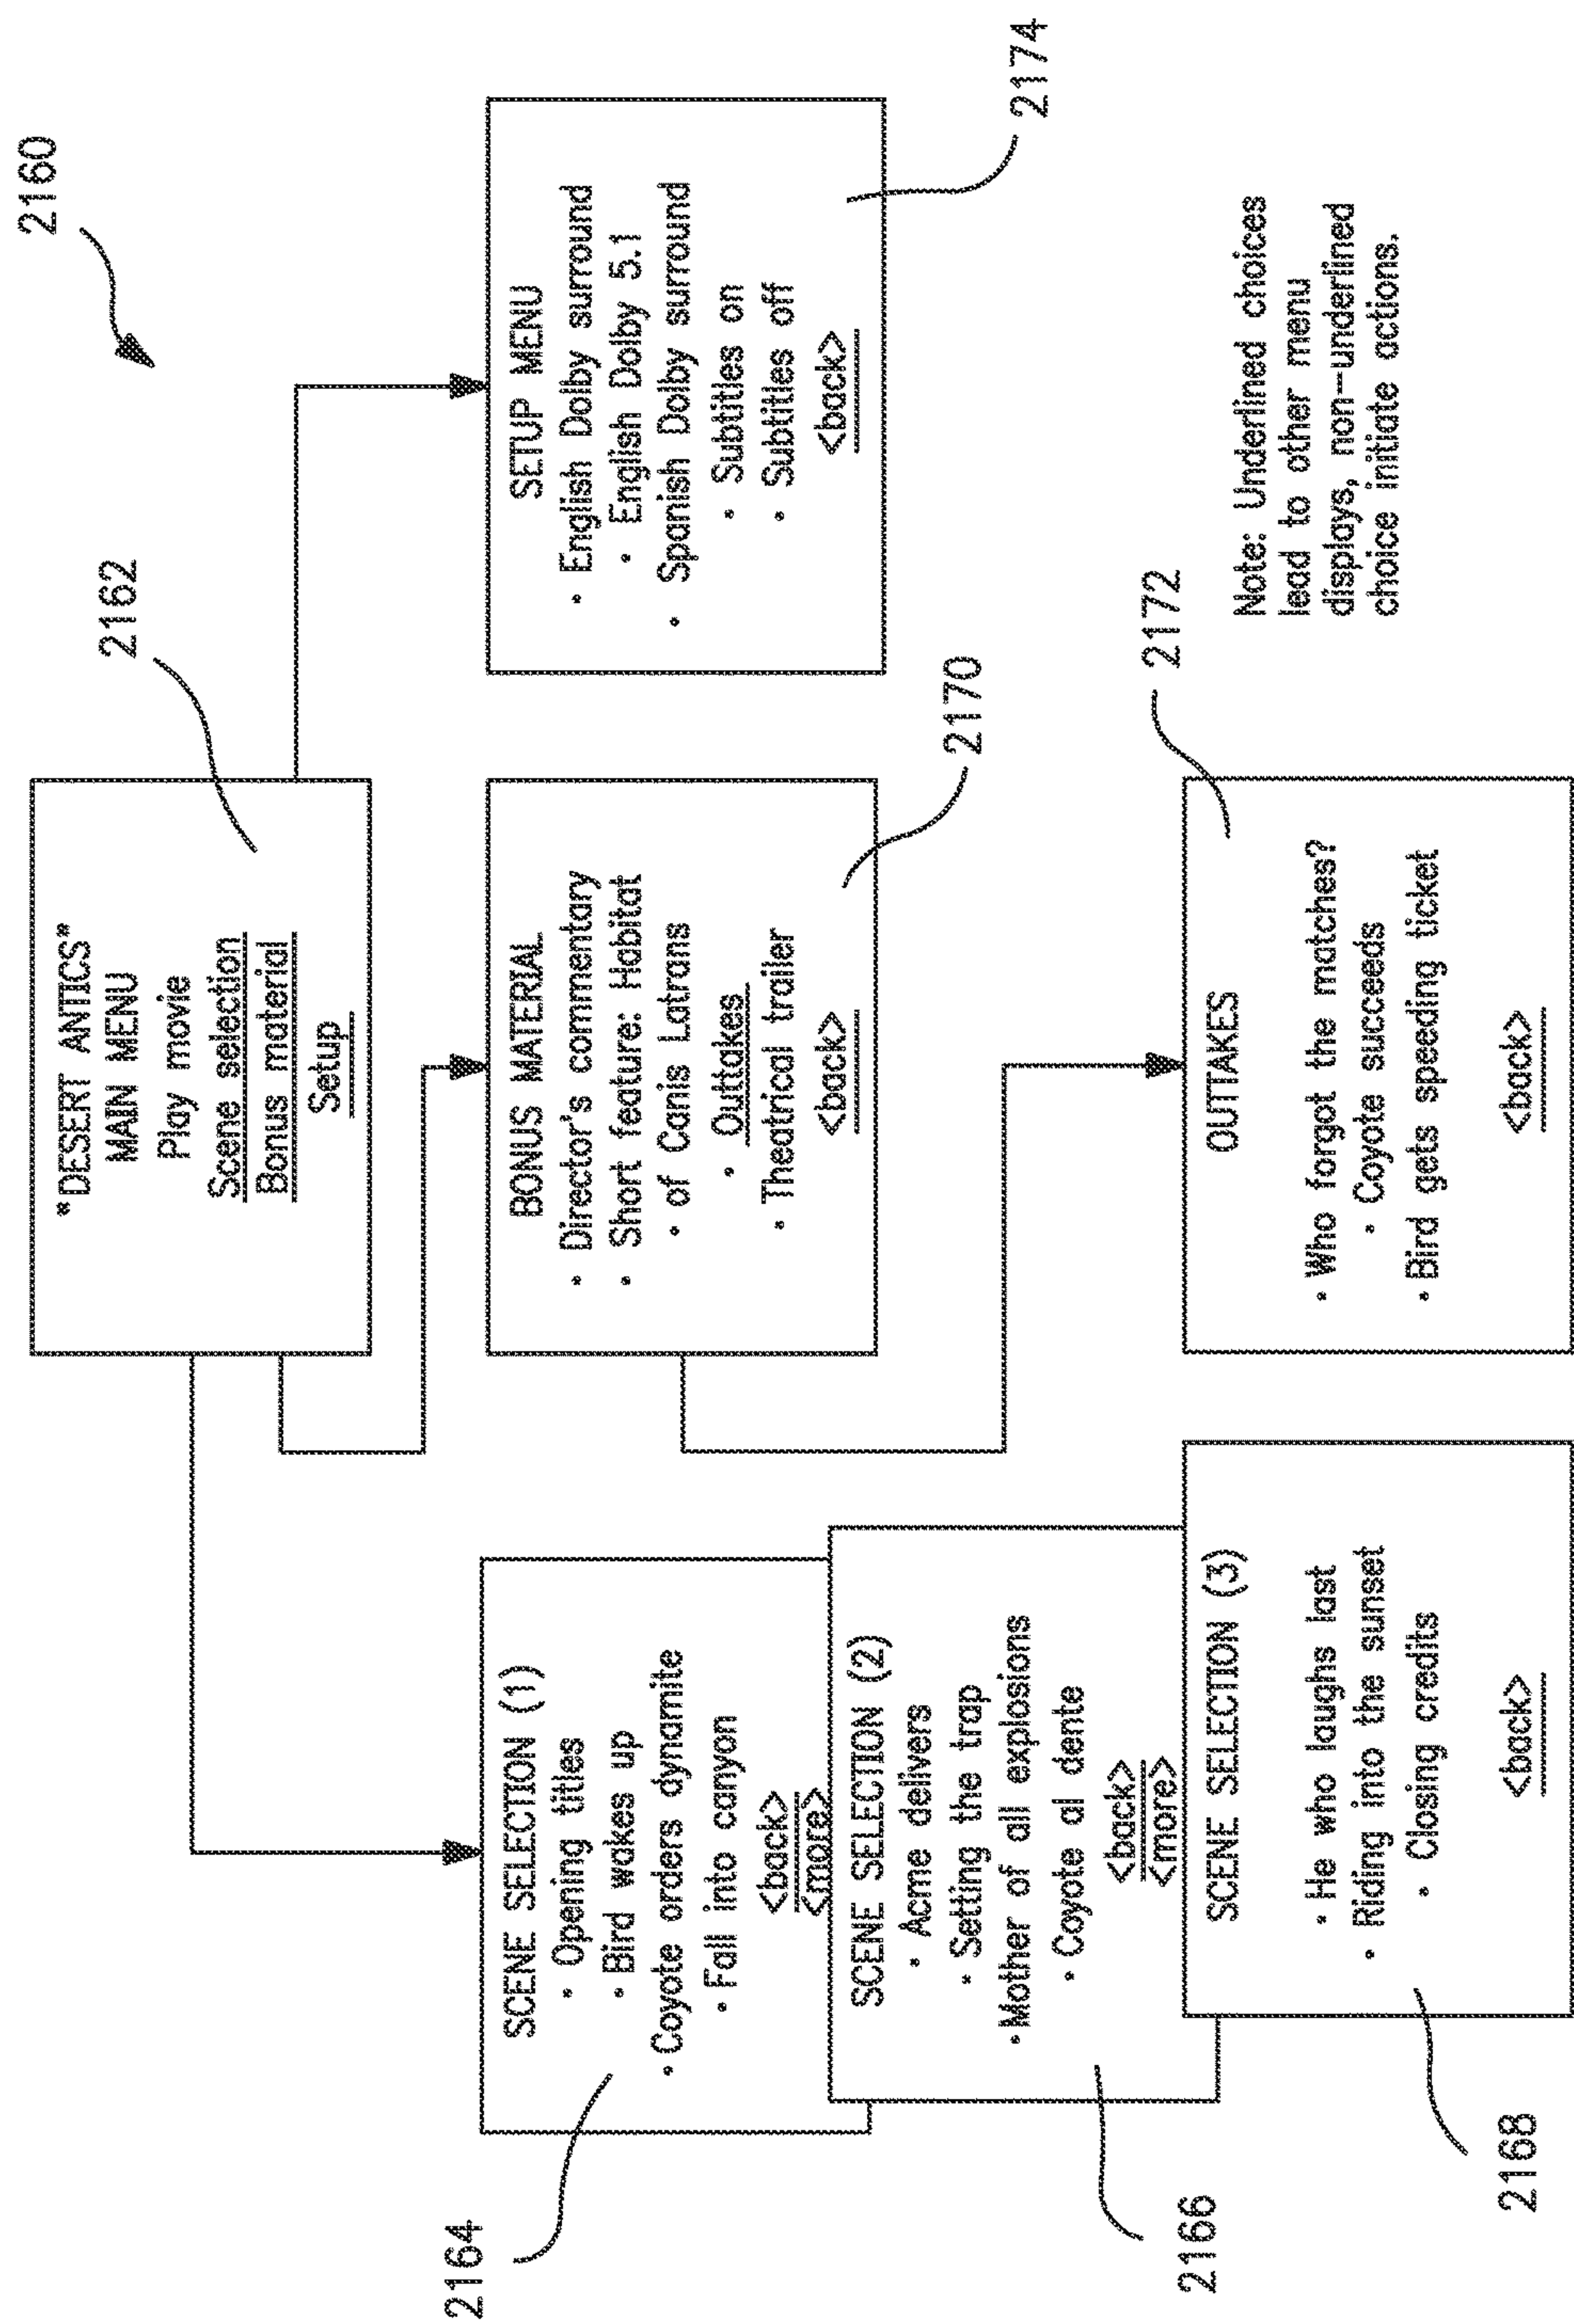 2160
2162
"DESERT ANTICS"
MAIN MENU
Play movie
Scene selection
Bonus material
Setup
2164
SCENE SELECTION (1)
• Opening titles
• Bird wakes up
• Coyote orders dynamite
• Fall into canyon
<back>
<more>
2166
SCENE SELECTION (2)
• Acme delivers
• Setting the trap
• Mother of all explosions
• Coyote al dente
<back>
<more>
2168
SCENE SELECTION (3)
• He who laughs last
• Riding into the sunset
• Closing credits
<back>
BONUS MATERIAL
• Director's commentary
• Short feature: Habitat
• of Canis Latrans
• Outtakes
• Theatrical trailer
<back>
2170
OUTTAKES
• Who forgot the matches?
• Coyote succeeds
• Bird gets speeding ticket
<back>
2172
SETUP MENU
• English Dolby surround
• English Dolby 5.1
• Spanish Dolby surround
• Subtitles on
• Subtitles off
<back>
2174
Note: Underlined choices
lead to other menu
displays, non-underlined
choice initiate actions.